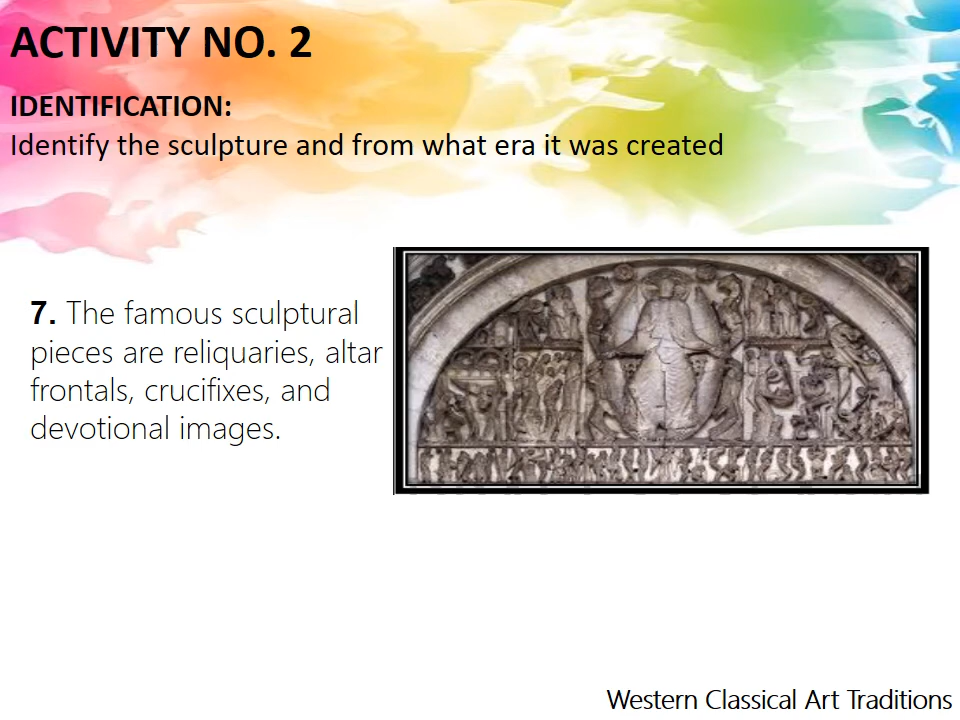 ACTIVITY NO. 2
IDENTIFICATION:
Identify the sculpture and from what era it was created
7. The famous sculptural
pieces are reliquaries, altar
frontals, crucifixes, and
devotional images.
Western Classical Art Traditions